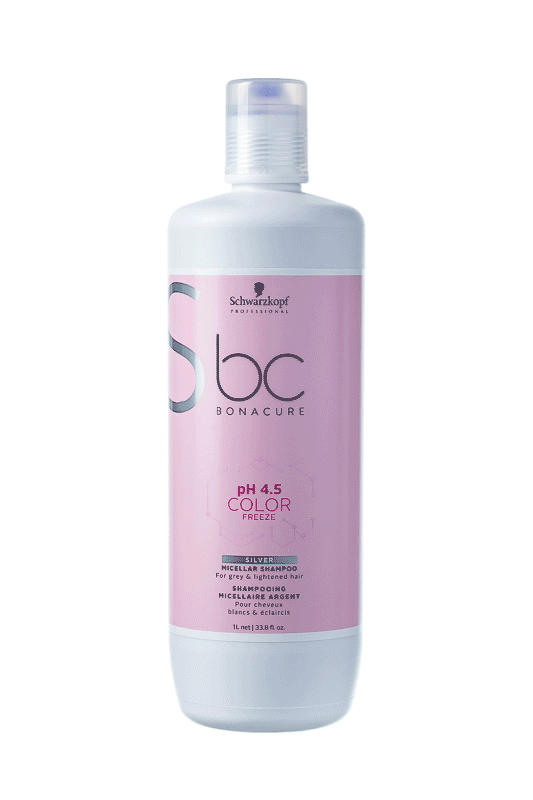 Schwarzkopf
PROFESSIONAL
S
bc
BONACURE
pH 4.5
COLOR
FREEZE
SILVER
MICELLAR SHAMPOO
For grey & lightened hair
SHAMPOOING
MICELLAIRE ARGENT
Pour cheveux
blancs & éclaircis
1L net | 33.8 fl. oz.